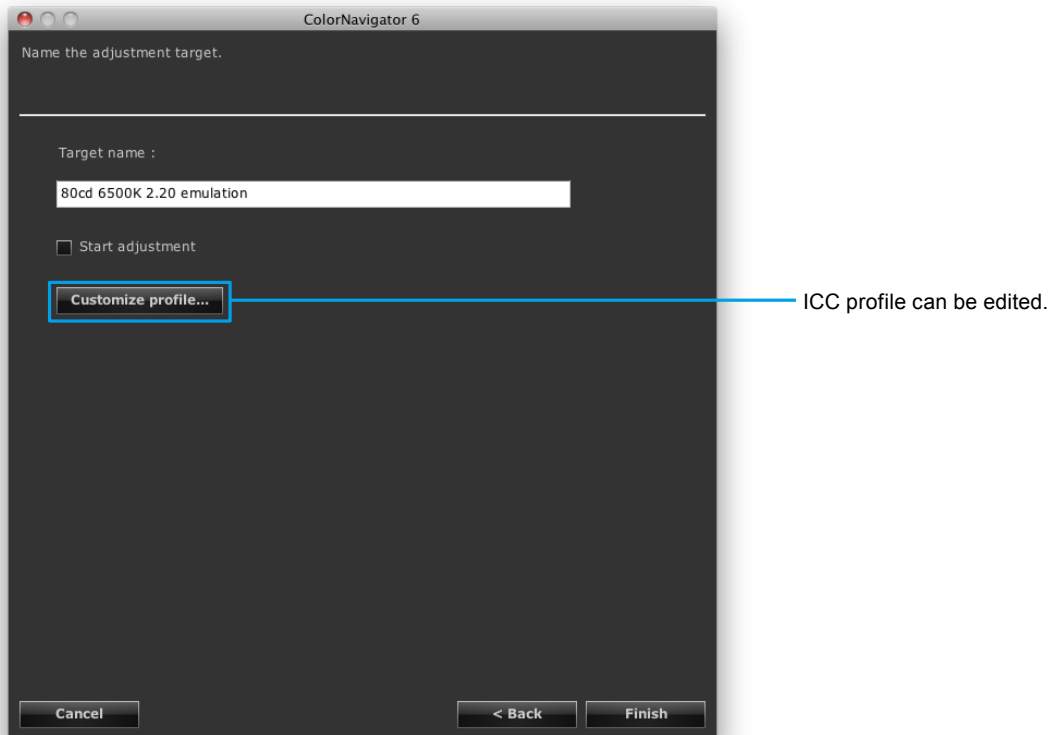 ColorNavigator 6
Name the adjustment target.
Target name :
80cd 6500K 2.20 emulation
Start adjustment
Customize profile...
ICC profile can be edited.
Cancel
< Back
Finish